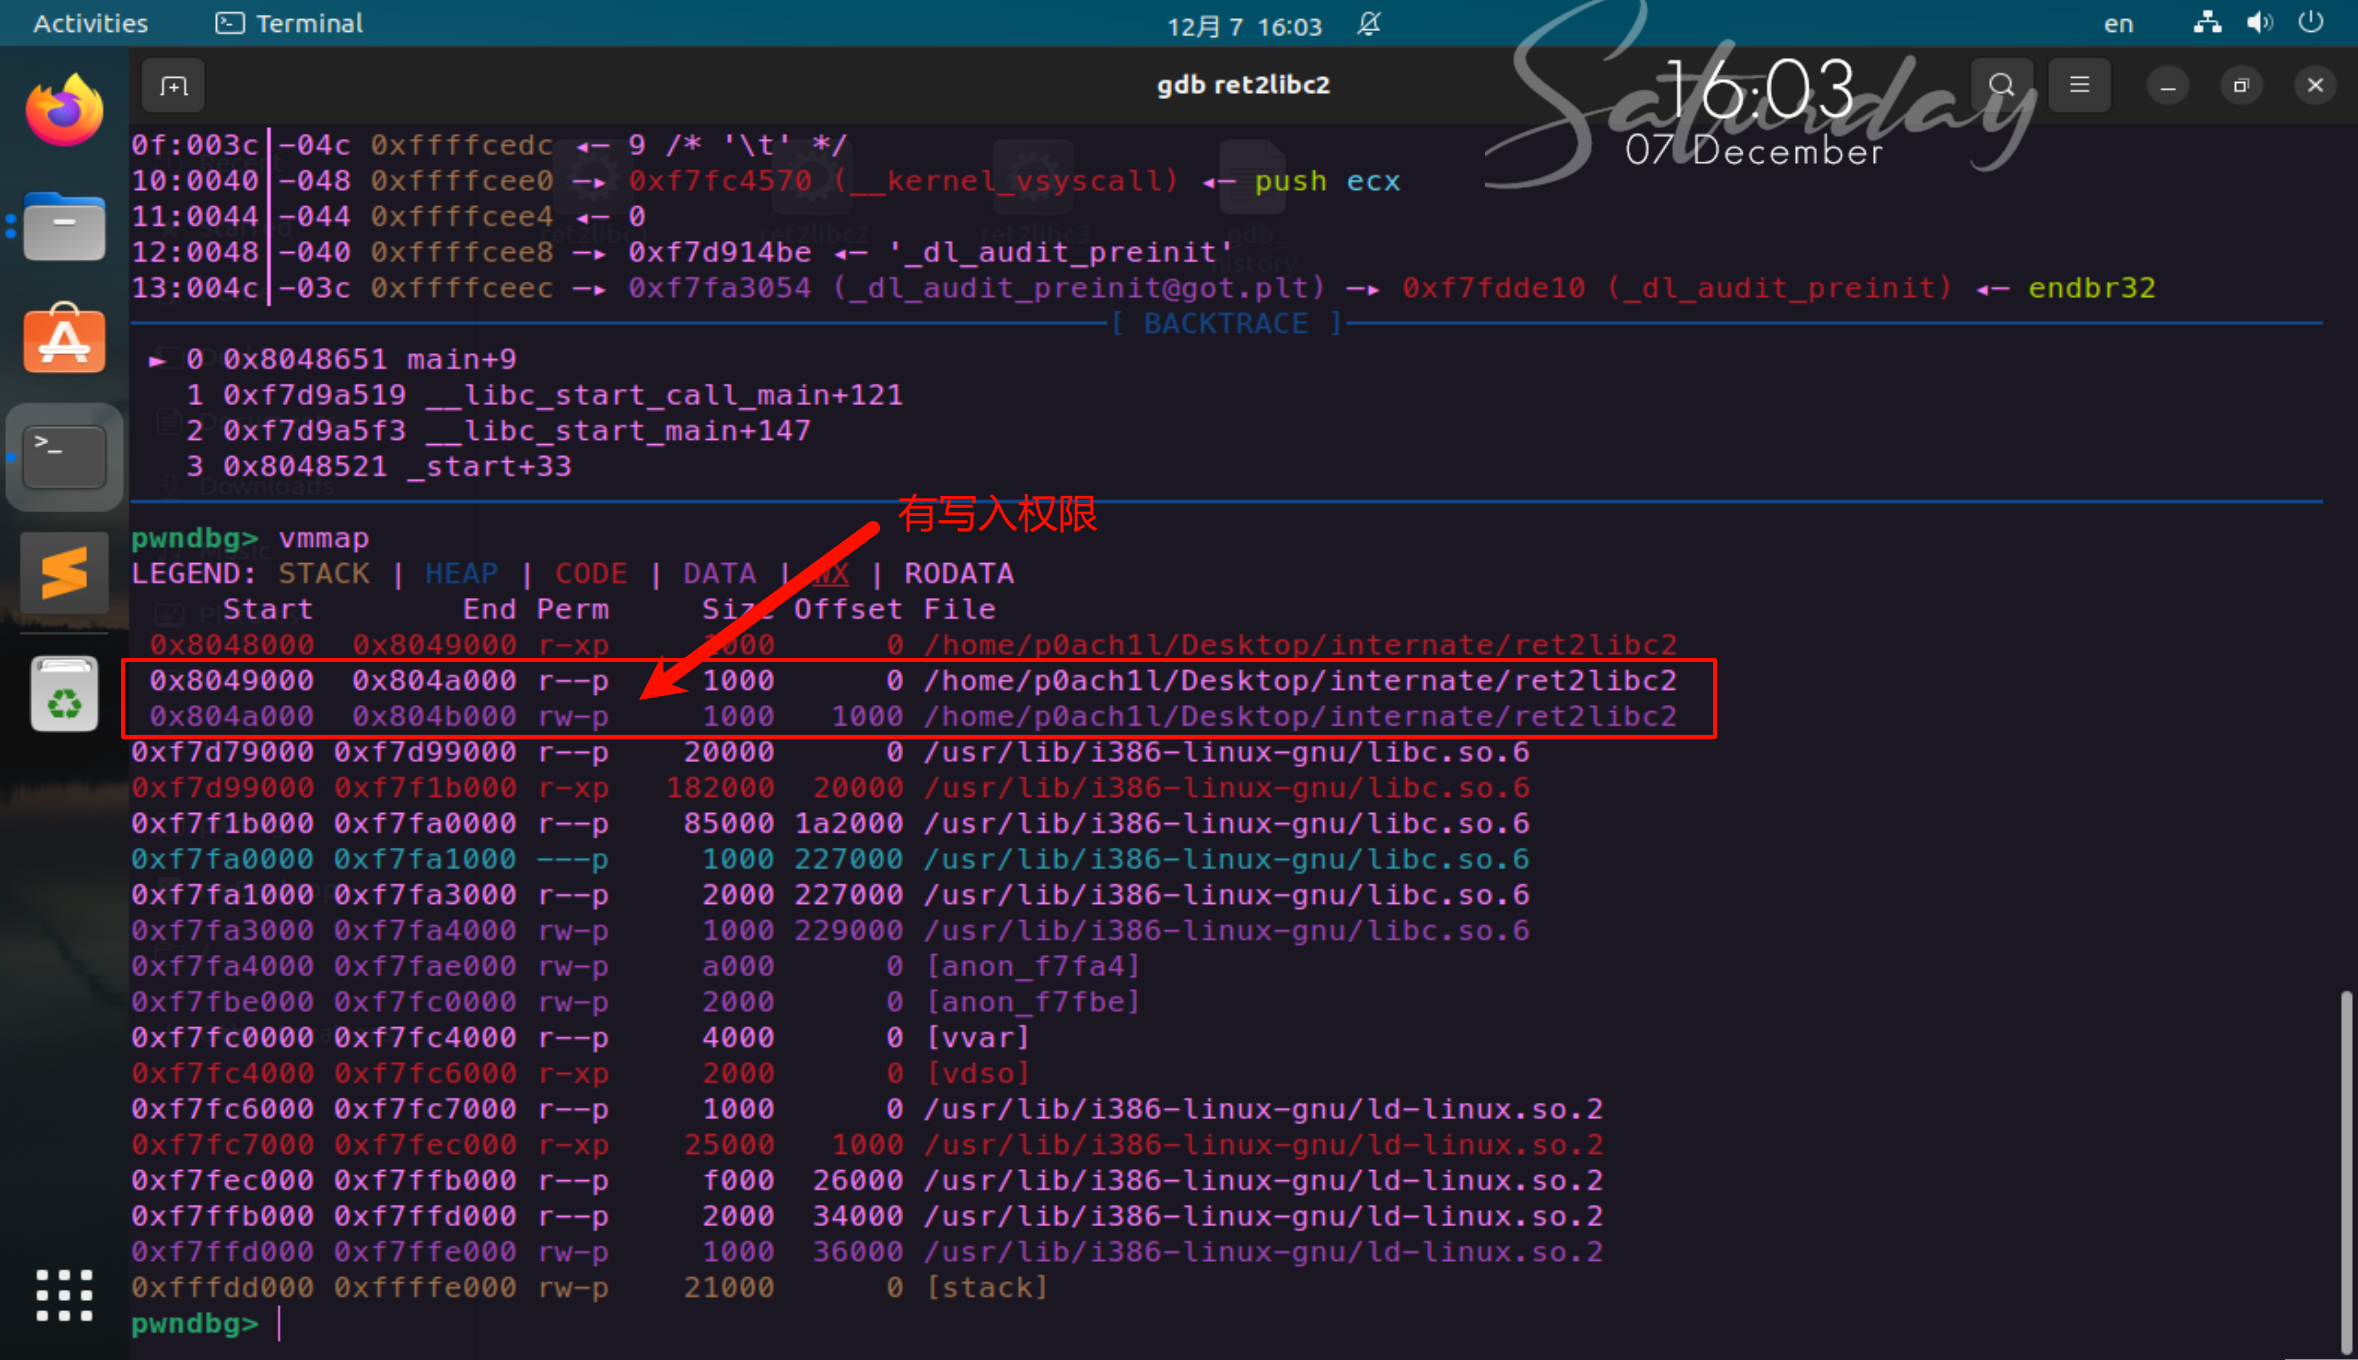 Activities
Terminal
12月 7 16:03
en
gdb ret2libc2
Saturday
16:03
07 December
0f:003c│-04c 0xffffcedc ◂— 9 /* '\t' */
10:0040│-048 0xffffcee0 —▸ 0xf7fc4570 (__kernel_vsyscall) ◂— push ecx
11:0044│-044 0xffffcee4 ◂— 0
12:0048│-040 0xffffcee8 —▸ 0xf7d914be ◂— '_dl_audit_preinit'
13:004c│-03c 0xffffceec —▸ 0xf7fa3054 (_dl_audit_preinit@got.plt) —▸ 0xf7fdde10 (_dl_audit_preinit) ◂— endbr32
[ BACKTRACE ]
► 0 0x8048651 main+9
1 0xf7d9a519 __libc_start_call_main+121
2 0xf7d9a5f3 __libc_start_main+147
3 0x8048521 _start+33
有写入权限
pwndbg> vmmap
LEGEND: STACK | HEAP | CODE | DATA | WX | RODATA
Start End Perm Size Offset File
0x8048000 0x8049000 r-xp 1000 0 /home/p0ach1l/Desktop/internate/ret2libc2
0x8049000 0x804a000 r--p 1000 0 /home/p0ach1l/Desktop/internate/ret2libc2
0x804a000 0x804b000 rw-p 1000 1000 /home/p0ach1l/Desktop/internate/ret2libc2
0xf7d79000 0xf7d99000 r--p 20000 0 /usr/lib/i386-linux-gnu/libc.so.6
0xf7d99000 0xf7f1b000 r-xp 182000 20000 /usr/lib/i386-linux-gnu/libc.so.6
0xf7f1b000 0xf7fa0000 r--p 85000 1a2000 /usr/lib/i386-linux-gnu/libc.so.6
0xf7fa0000 0xf7fa1000 ---p 1000 227000 /usr/lib/i386-linux-gnu/libc.so.6
0xf7fa1000 0xf7fa3000 r--p 2000 227000 /usr/lib/i386-linux-gnu/libc.so.6
0xf7fa3000 0xf7fa4000 rw-p 1000 229000 /usr/lib/i386-linux-gnu/libc.so.6
0xf7fa4000 0xf7fae000 rw-p a000 0 [anon_f7fa4]
0xf7fbe000 0xf7fc0000 rw-p 2000 0 [anon_f7fbe]
0xf7fc0000 0xf7fc4000 r--p 4000 0 [vvar]
0xf7fc4000 0xf7fc6000 r-xp 2000 0 [vdso]
0xf7fc6000 0xf7fc7000 r--p 1000 0 /usr/lib/i386-linux-gnu/ld-linux.so.2
0xf7fc7000 0xf7fec000 r-xp 25000 1000 /usr/lib/i386-linux-gnu/ld-linux.so.2
0xf7fec000 0xf7ffb000 r--p f000 26000 /usr/lib/i386-linux-gnu/ld-linux.so.2
0xf7ffb000 0xf7ffd000 r--p 2000 34000 /usr/lib/i386-linux-gnu/ld-linux.so.2
0xf7ffd000 0xf7ffe000 rw-p 1000 36000 /usr/lib/i386-linux-gnu/ld-linux.so.2
0xfffdd000 0xffffe000 rw-p 21000 0 [stack]
pwndbg>